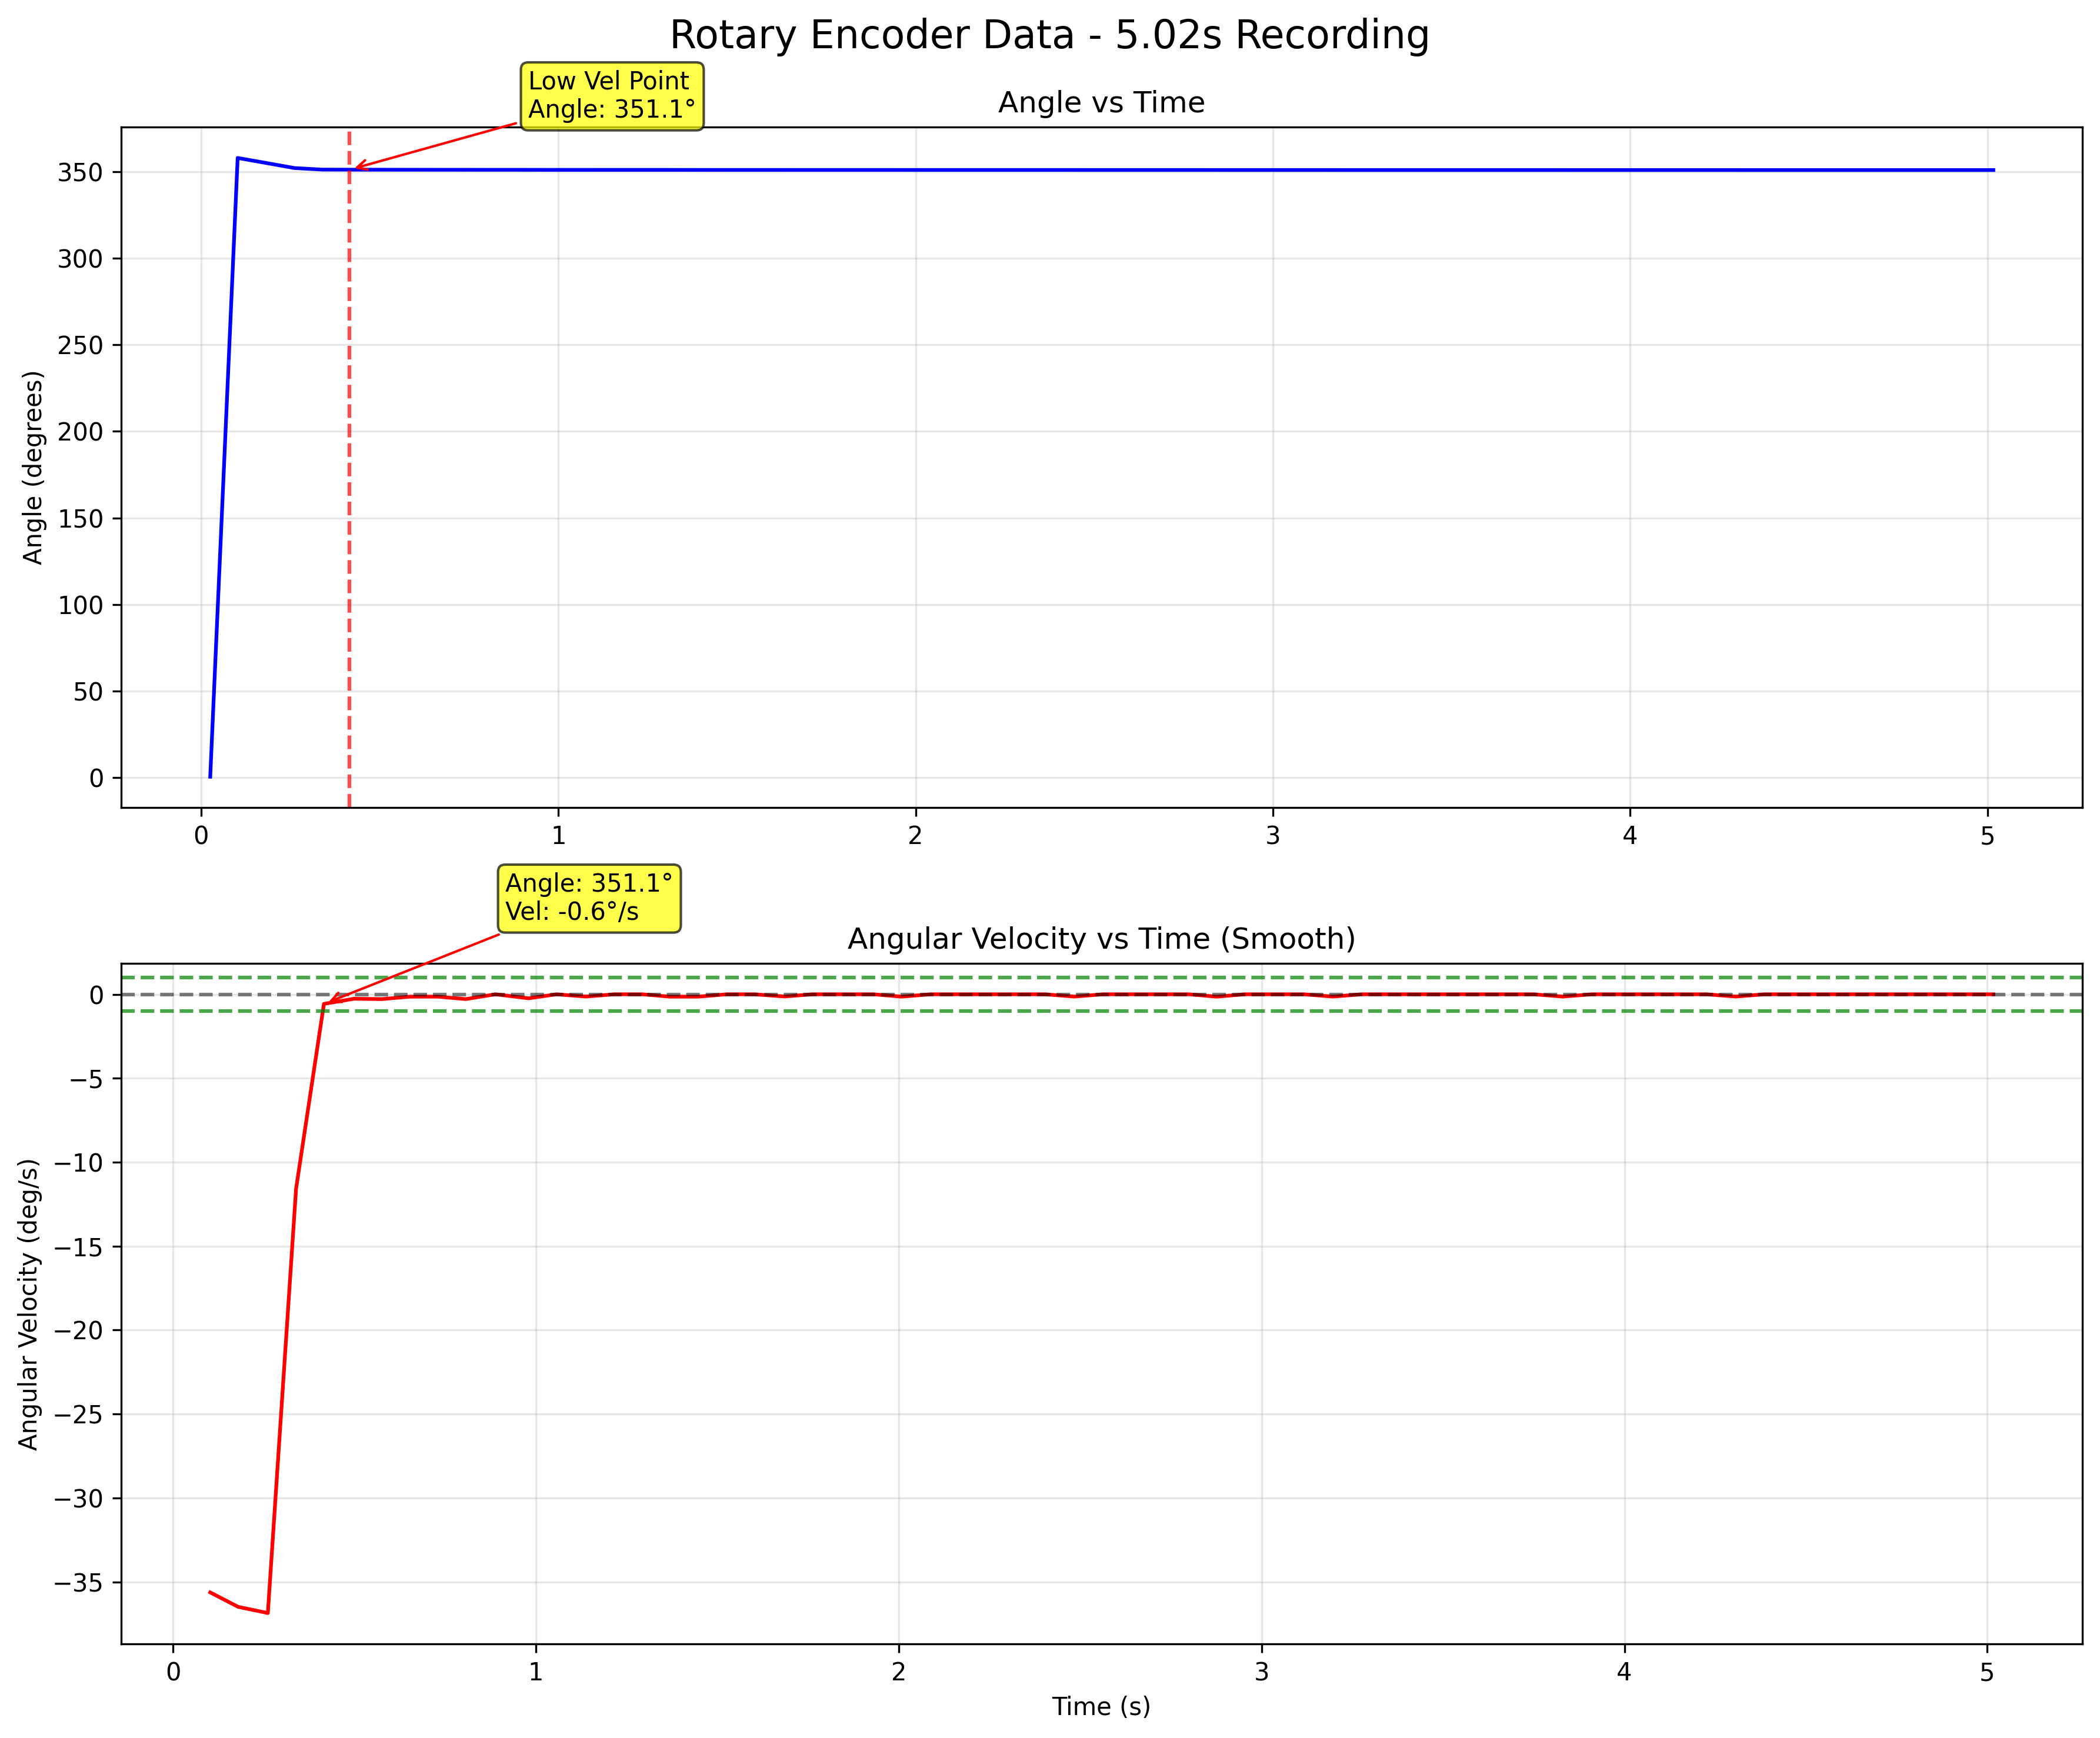 Rotary Encoder Data - 5.02s Recording
Low Vel Point
Angle: 351.1°
Angle vs Time
Angle (degrees)
350
300
250
200
150
100
50
0
0 1 2 3 4 5
Angle: 351.1°
Vel: -0.6°/s
Angular Velocity vs Time (Smooth)
Angular Velocity (deg/s)
0
−5
−10
−15
−20
−25
−30
−35
0 1 2 3 4 5
Time (s)